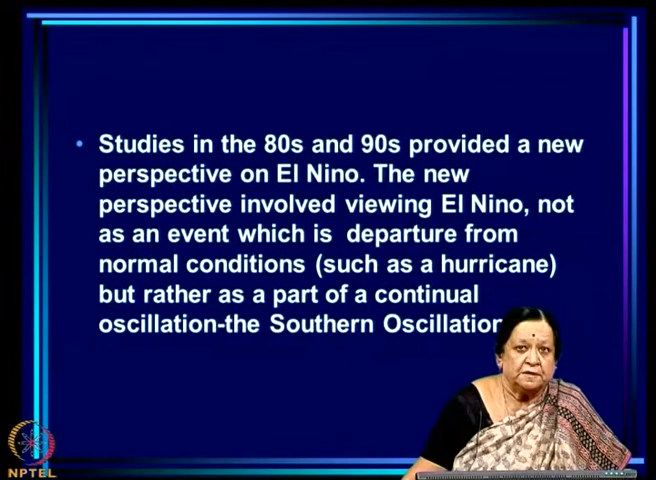 • Studies in the 80s and 90s provided a new
perspective on El Nino. The new
perspective involved viewing El Nino, not
as an event which is departure from
normal conditions (such as a hurricane)
but rather as a part of a continual
oscillation-the Southern Oscillation
NPTEL